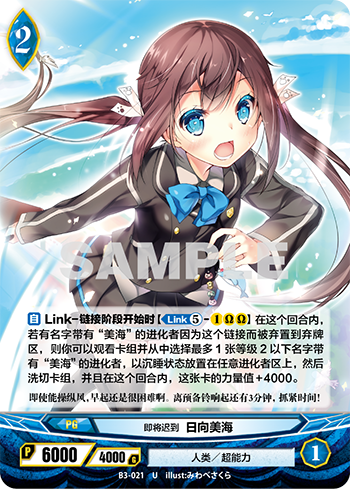 2
SAMPLE
自 Link-链接阶段开始时【Link⑤-1ΩΩ】在这个回合内,
若有名字带有“美海”的进化者因为这个链接而被弃置到弃牌
区,则你可以观看卡组并从中选择最多1张等级2以下名字带
有“美海”的进化者,以沉睡状态放置在任意进化者区上,然后
洗切卡组,并且在这个回合内,这张卡的力量值+4000。
即使能操纵风,早起还是很困难啊。离预备铃响起还有3分钟,抓紧时间!
PG
即将迟到 日向美海
P 6000 / 4000 G
人类/超能力
1
B3-021 U illust:みわべさくら